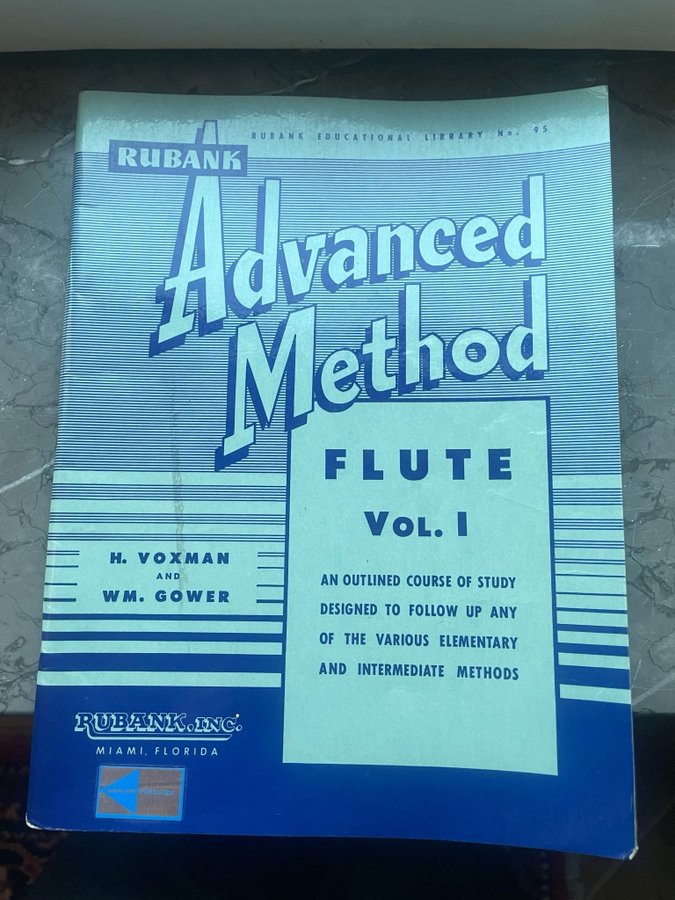 RUBANK EDUCATIONAL LIBRARY No. 95
RUBANK
Advanced
Method
FLUTE
VOL. I
H. VOXMAN
AND
WM. GOWER
AN OUTLINED COURSE OF STUDY
DESIGNED TO FOLLOW UP ANY
OF THE VARIOUS ELEMENTARY
AND INTERMEDIATE METHODS
RUBANK, INC.
MIAMI, FLORIDA